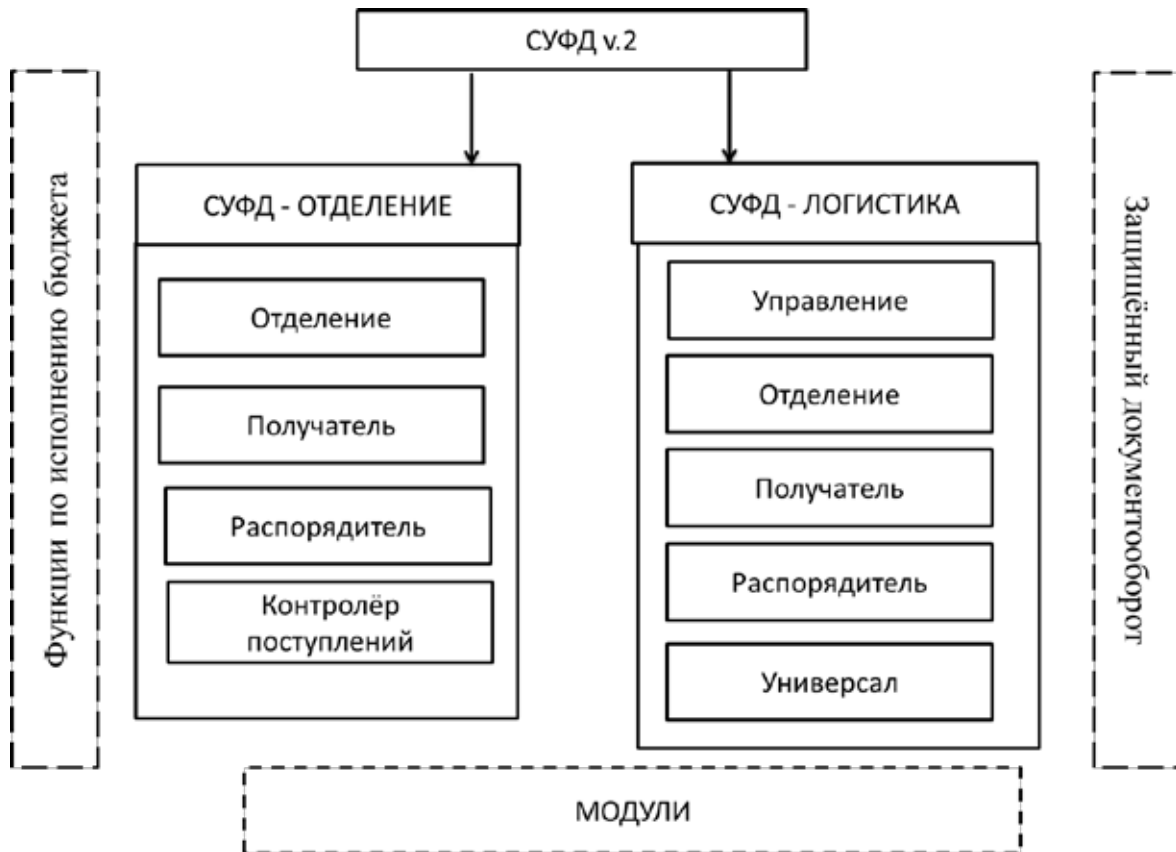 СУФД v.2
Функции по исполнению бюджета
СУФД - ОТДЕЛЕНИЕ
Отделение
Получатель
Распорядитель
Контролёр
поступлений
СУФД - ЛОГИСТИКА
Управление
Отделение
Получатель
Распорядитель
Универсал
Защищённый документооборот
МОДУЛИ